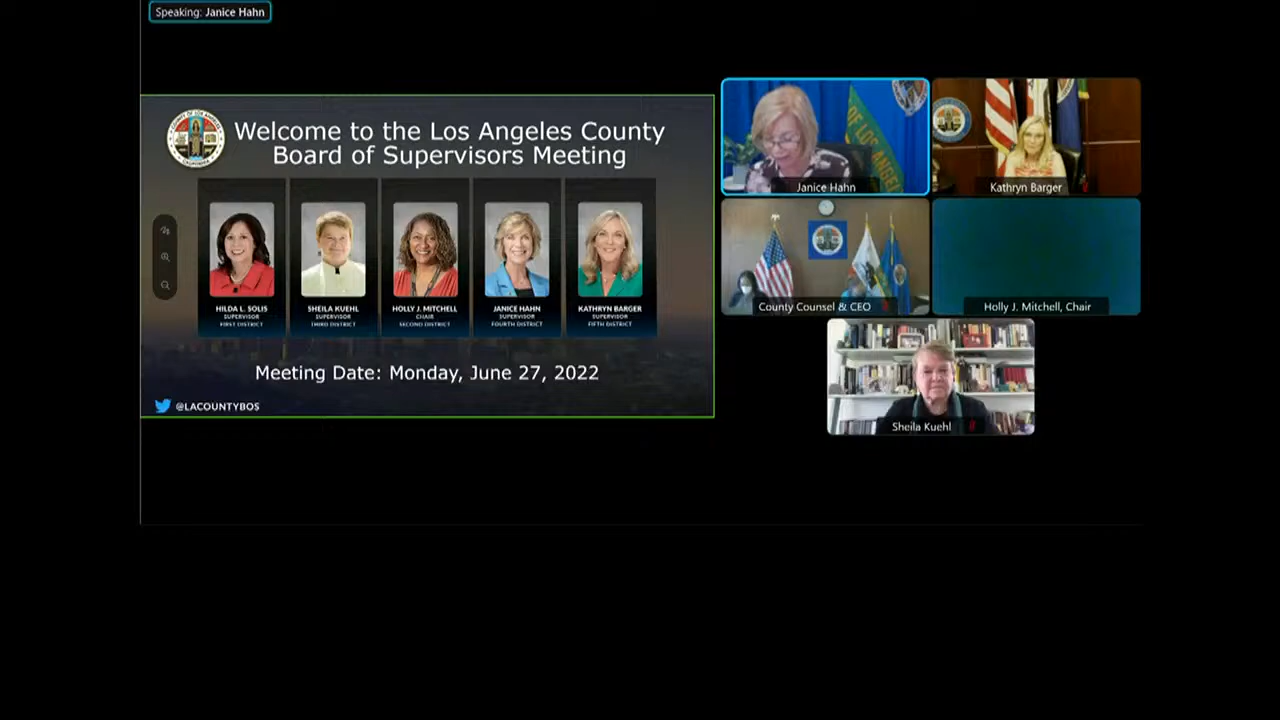 Speaking: Janice Hahn
Welcome to the Los Angeles County
Board of Supervisors Meeting
HILDA L. SOLIS
SUPERVISOR
FIRST DISTRICT
SHEILA KUEHL
SUPERVISOR
THIRD DISTRICT
HOLLY J. MITCHELL
CHAIR
SECOND DISTRICT
JANICE HAHN
SUPERVISOR
FOURTH DISTRICT
KATHRYN BARGER
SUPERVISOR
FIFTH DISTRICT
Meeting Date: Monday, June 27, 2022
@LACOUNTYBOS
Janice Hahn
Kathryn Barger
County Counsel & CEO
Holly J. Mitchell, Chair
Sheila Kuehl